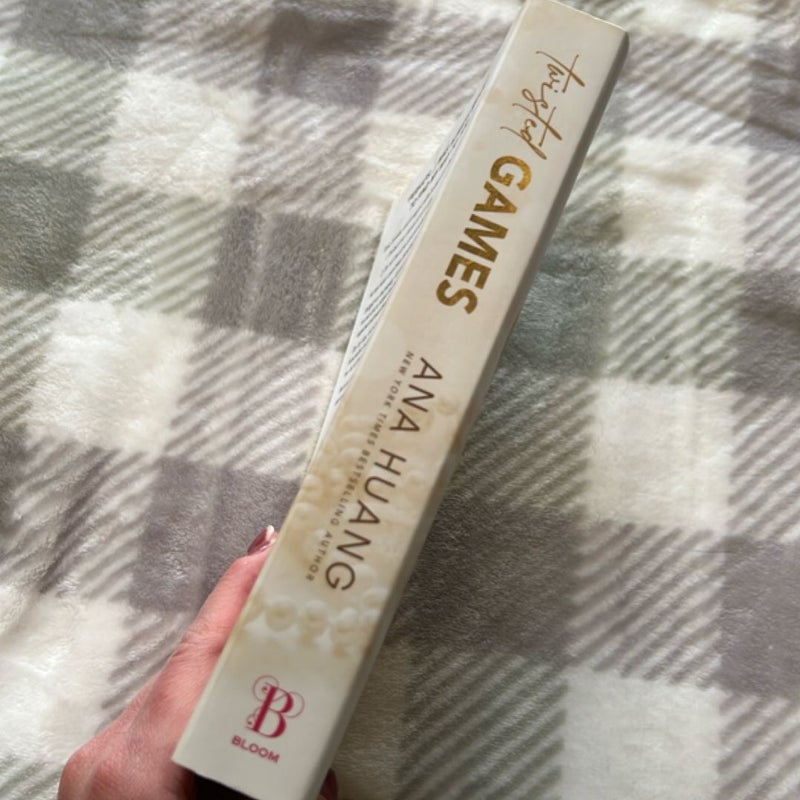 twisted
GAMES
ANA HUANG
NEW YORK TIMES BESTSELLING AUTHOR
B
BLOOM